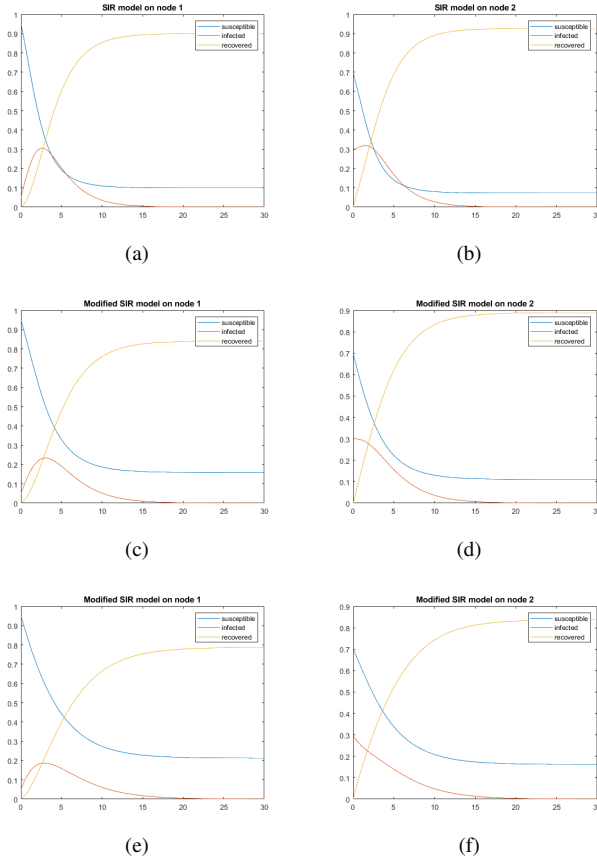 SIR model on node 1
SIR model on node 2
1
0.9
0.8
0.7
0.6
0.5
0.4
0.3
0.2
0.1
0
0 5 10 15 20 25 30
susceptible
infected
recovered
1
0.9
0.8
0.7
0.6
0.5
0.4
0.3
0.2
0.1
0
0 5 10 15 20 25 30
susceptible
infected
recovered
(a)
(b)
Modified SIR model on node 1
Modified SIR model on node 2
1
0.9
0.8
0.7
0.6
0.5
0.4
0.3
0.2
0.1
0
0 5 10 15 20 25 30
susceptible
infected
recovered
0.9
0.8
0.7
0.6
0.5
0.4
0.3
0.2
0.1
0
0 5 10 15 20 25 30
susceptible
infected
recovered
(c)
(d)
Modified SIR model on node 1
Modified SIR model on node 2
1
0.9
0.8
0.7
0.6
0.5
0.4
0.3
0.2
0.1
0
0 5 10 15 20 25 30
susceptible
infected
recovered
0.9
0.8
0.7
0.6
0.5
0.4
0.3
0.2
0.1
0
0 5 10 15 20 25 30
susceptible
infected
recovered
(e)
(f)